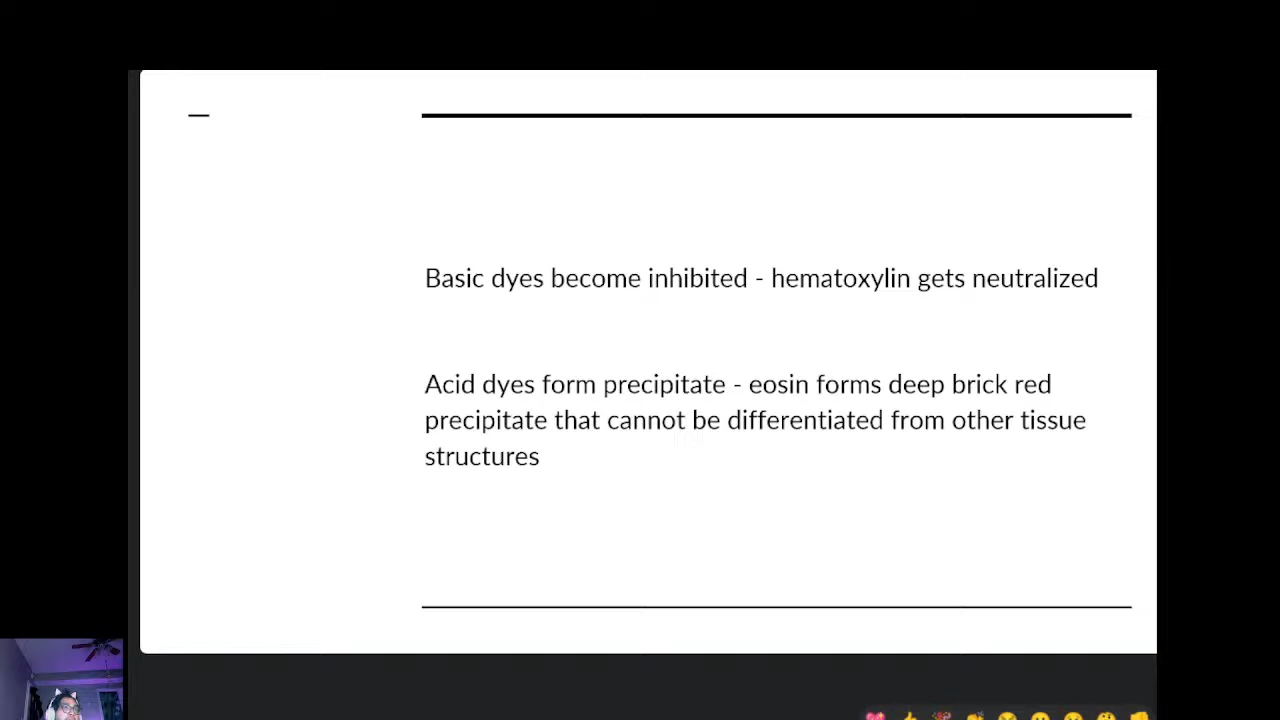 Basic dyes become inhibited - hematoxylin gets neutralized
Acid dyes form precipitate - eosin forms deep brick red
precipitate that cannot be differentiated from other tissue
structures